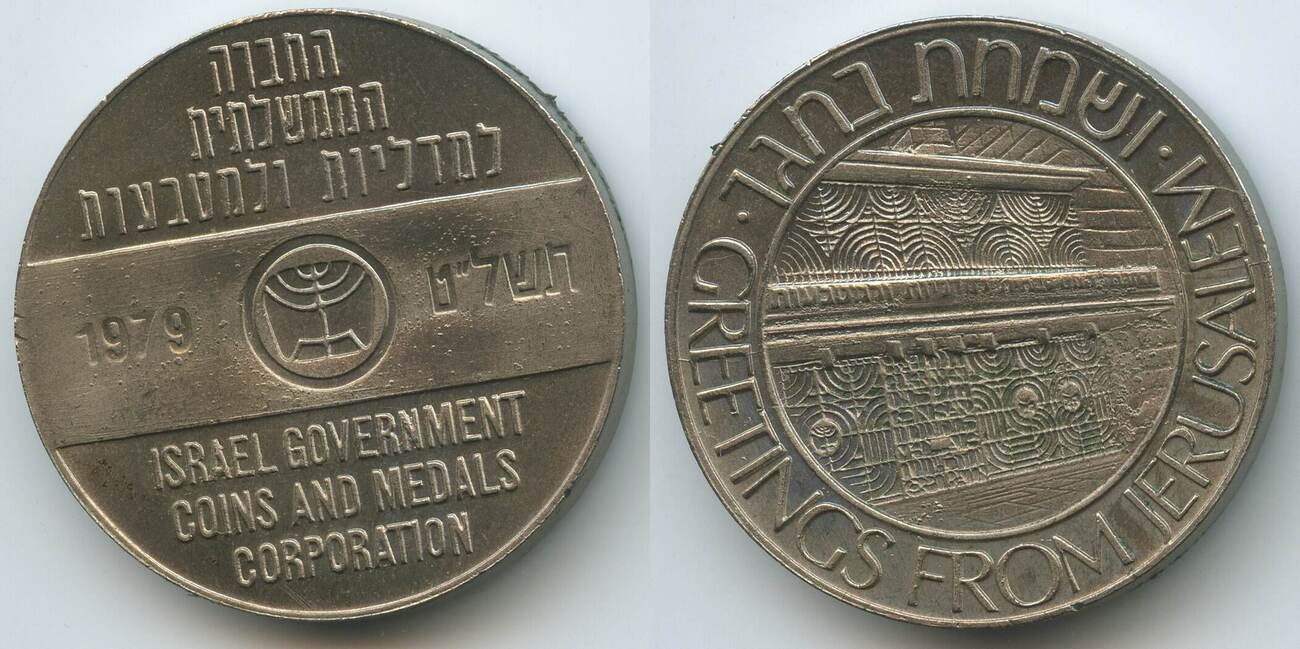 החברה
הממשלתית
למדליות ולמטבעות
1979 תשל"ט
ISRAEL GOVERNMENT
COINS AND MEDALS
CORPORATION
ושמחת בחגך
GREETINGS FROM JERUSALEM